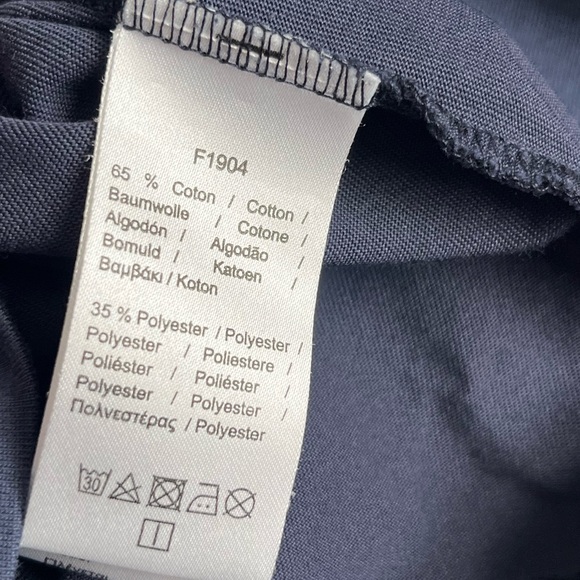 F1904
65 % Coton / Cotton /
Baumwolle / Cotone /
Algodón / Algodão /
Bomuld / Katoen /
Βαμβάκι / Koton
35 % Polyester / Polyester /
Polyester / Poliestere /
Poliéster / Poliéster /
Polyester / Polyester /
Πολνεστέρας / Polyester
30